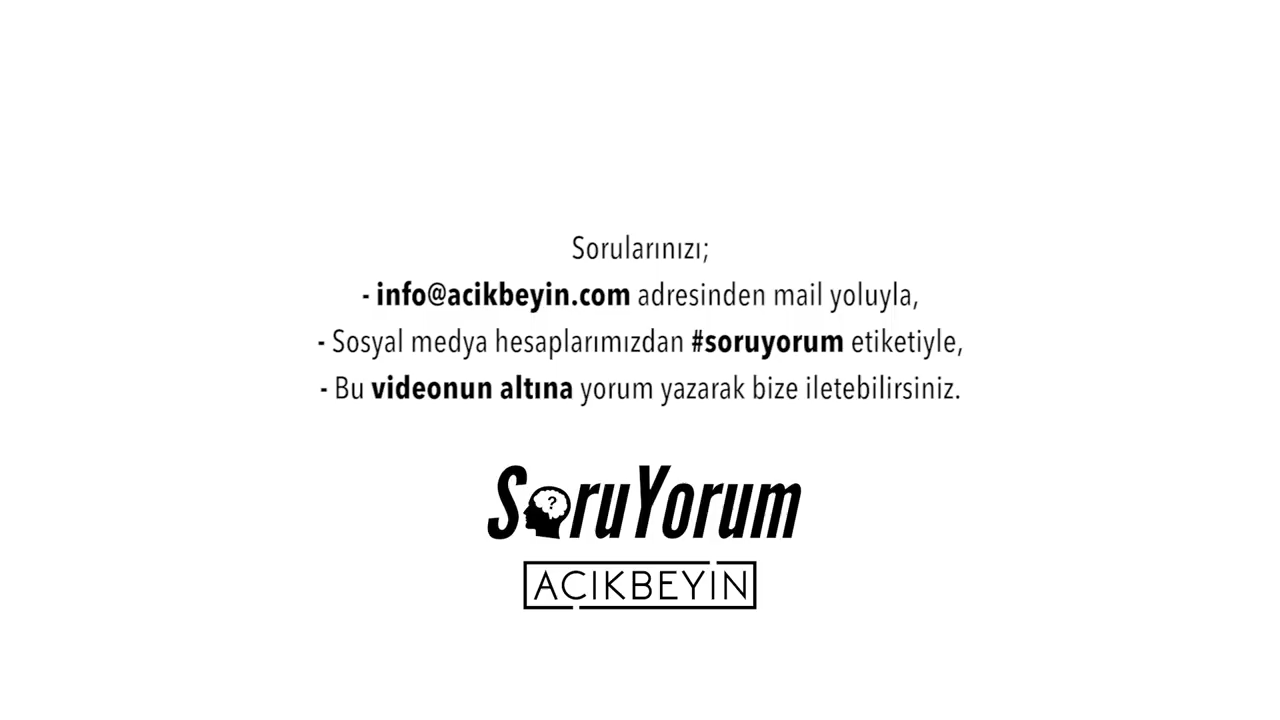 Sorularınızı;
- info@acikbeyin.com adresinden mail yoluyla,
- Sosyal medya hesaplarımızdan #soruyorum etiketiyle,
- Bu videonun altına yorum yazarak bize iletebilirsiniz.
SoruYorum
AÇIKBEYİN